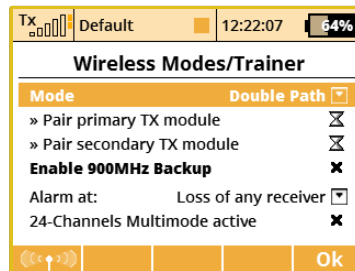 Tx Default 12:22:07 64%
Wireless Modes/Trainer
Mode Double Path
» Pair primary TX module
» Pair secondary TX module
Enable 900MHz Backup
Alarm at: Loss of any receiver
24-Channels Multimode active
Ok